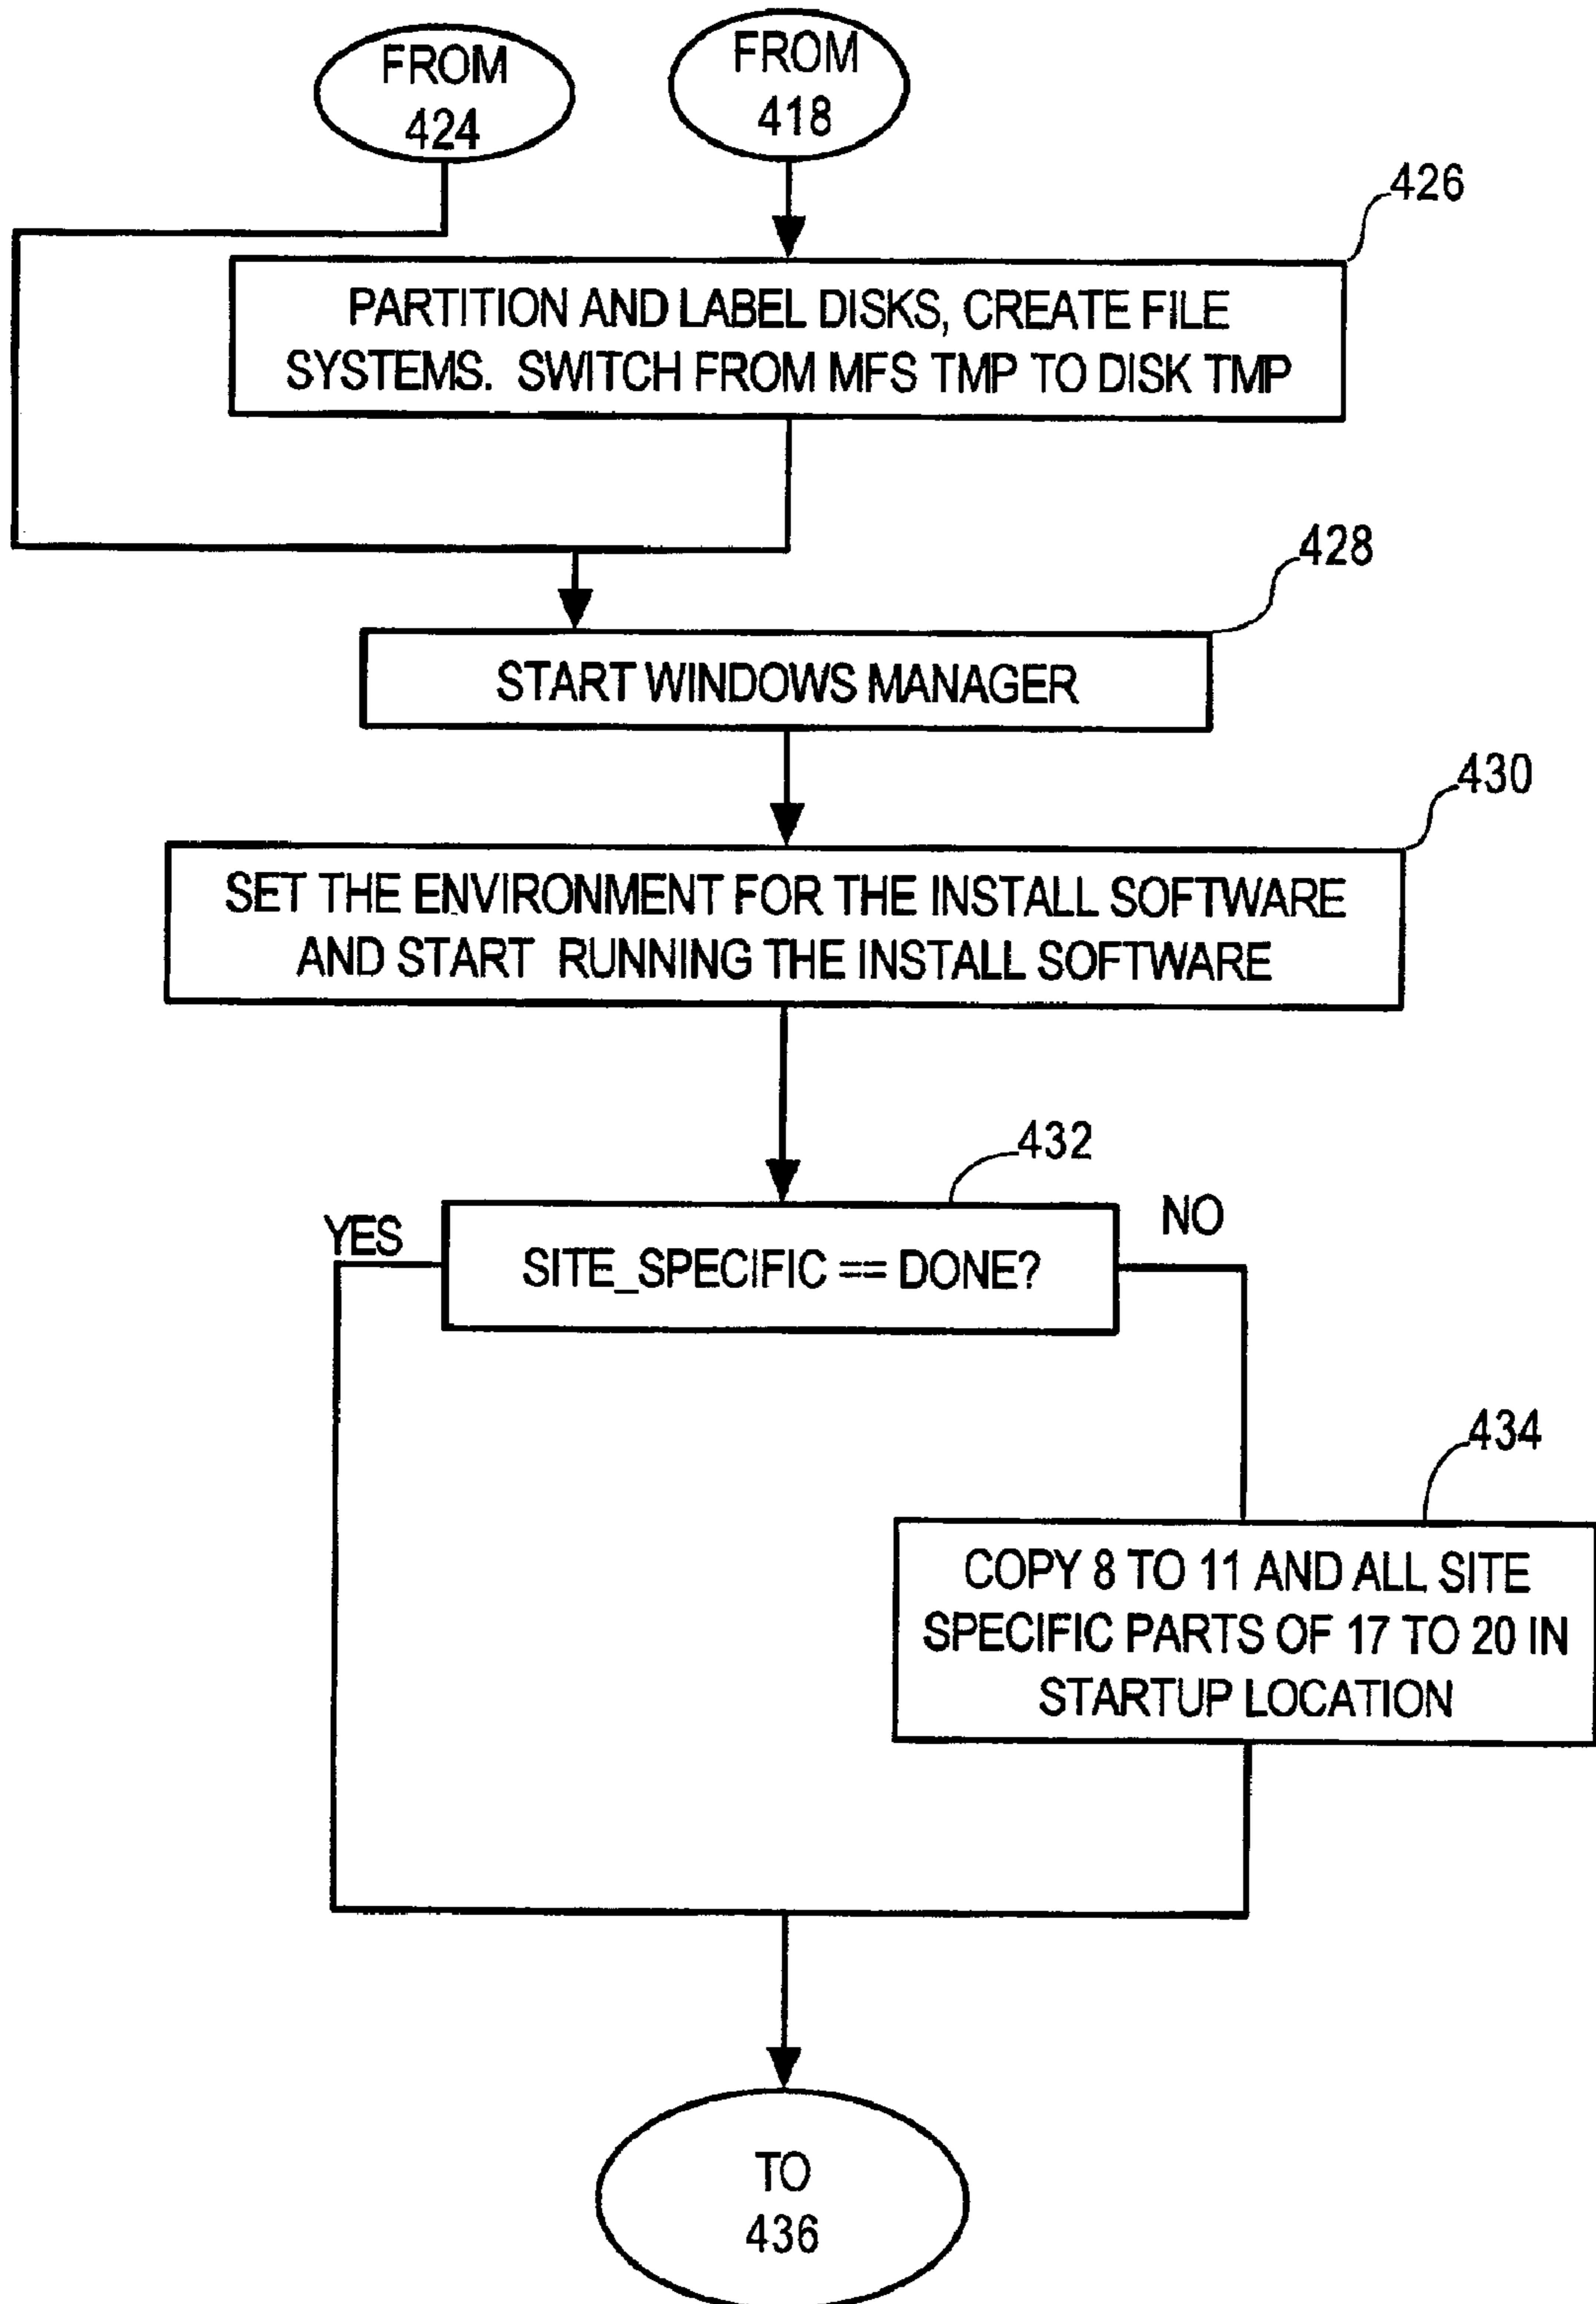 FROM
424
FROM
418
426
PARTITION AND LABEL DISKS, CREATE FILE
SYSTEMS. SWITCH FROM MFS TMP TO DISK TMP
428
START WINDOWS MANAGER
430
SET THE ENVIRONMENT FOR THE INSTALL SOFTWARE
AND START RUNNING THE INSTALL SOFTWARE
432
YES
NO
SITE_SPECIFIC == DONE?
434
COPY 8 TO 11 AND ALL SITE
SPECIFIC PARTS OF 17 TO 20 IN
STARTUP LOCATION
TO
436